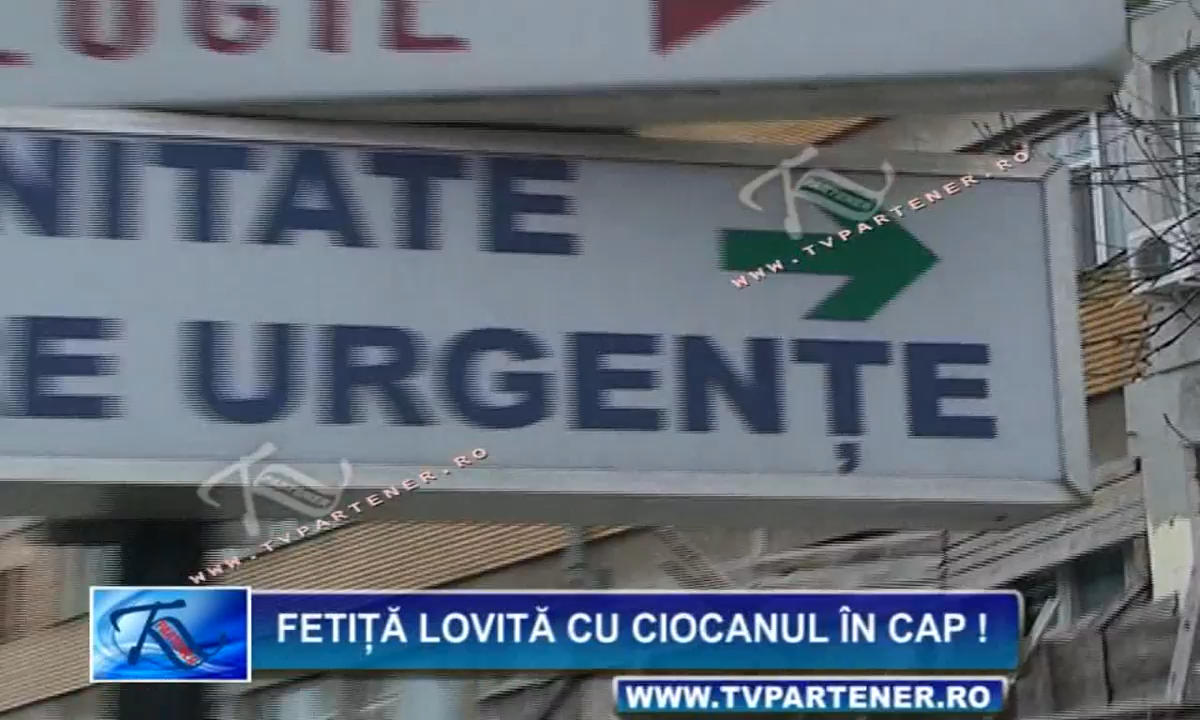 NITATE
E URGENȚE
WWW.TVPARTENER.RO
WWW.TVPARTENER.RO
FETIȚĂ LOVITĂ CU CIOCANUL ÎN CAP !
WWW.TVPARTENER.RO